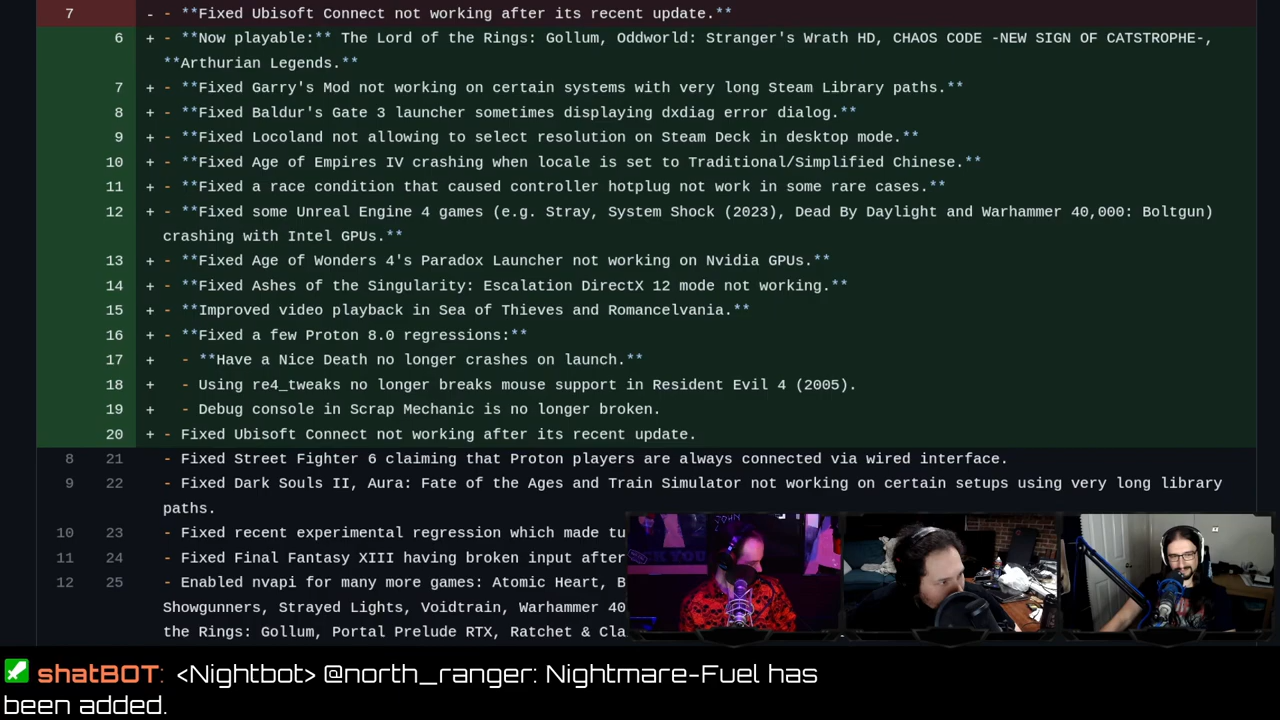 7 - - **Fixed Ubisoft Connect not working after its recent update.**
6 + - **Now playable:** The Lord of the Rings: Gollum, Oddworld: Stranger's Wrath HD, CHAOS CODE -NEW SIGN OF CATSTROPHE-,
**Arthurian Legends.**
7 + - **Fixed Garry's Mod not working on certain systems with very long Steam Library paths.**
8 + - **Fixed Baldur's Gate 3 launcher sometimes displaying dxdiag error dialog.**
9 + - **Fixed Locoland not allowing to select resolution on Steam Deck in desktop mode.**
10 + - **Fixed Age of Empires IV crashing when locale is set to Traditional/Simplified Chinese.**
11 + - **Fixed a race condition that caused controller hotplug not work in some rare cases.**
12 + - **Fixed some Unreal Engine 4 games (e.g. Stray, System Shock (2023), Dead By Daylight and Warhammer 40,000: Boltgun)
crashing with Intel GPUs.**
13 + - **Fixed Age of Wonders 4's Paradox Launcher not working on Nvidia GPUs.**
14 + - **Fixed Ashes of the Singularity: Escalation DirectX 12 mode not working.**
15 + - **Improved video playback in Sea of Thieves and Romancelvania.**
16 + - **Fixed a few Proton 8.0 regressions:**
17 + - **Have a Nice Death no longer crashes on launch.**
18 + - Using re4_tweaks no longer breaks mouse support in Resident Evil 4 (2005).
19 + - Debug console in Scrap Mechanic is no longer broken.
20 + - Fixed Ubisoft Connect not working after its recent update.
8 21 - Fixed Street Fighter 6 claiming that Proton players are always connected via wired interface.
9 22 - Fixed Dark Souls II, Aura: Fate of the Ages and Train Simulator not working on certain setups using very long library
paths.
10 23 - Fixed recent experimental regression which made tu
11 24 - Fixed Final Fantasy XIII having broken input after
12 25 - Enabled nvapi for many more games: Atomic Heart, B
Showgunners, Strayed Lights, Voidtrain, Warhammer 40
the Rings: Gollum, Portal Prelude RTX, Ratchet & Cla
shatBOT: <Nightbot> @north_ranger: Nightmare-Fuel has
been added.